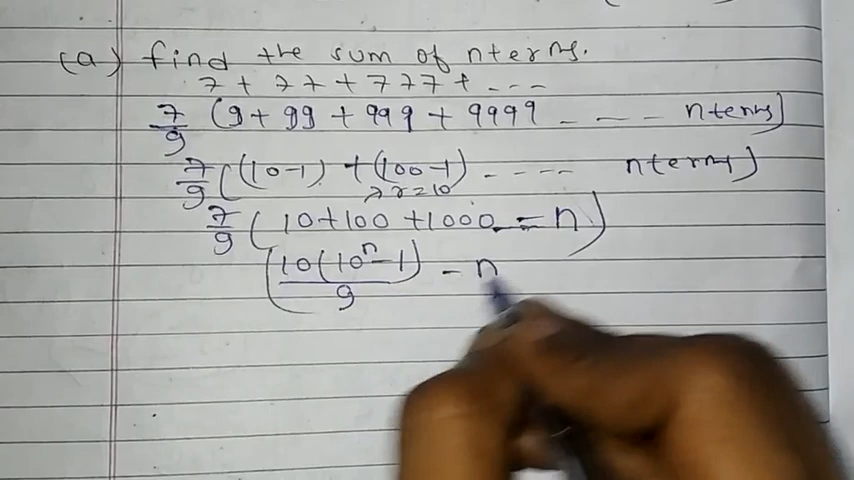 (a) find the sum of n terms.
7 + 77 + 777 + ---
7/9 (9 + 99 + 999 + 9999 - - - n terms)
7/9 ((10-1) + (100-1) ---- n terms)
r = 10
7/9 (10 + 100 + 1000 -- = n)
(10(10^n - 1)/9 - n